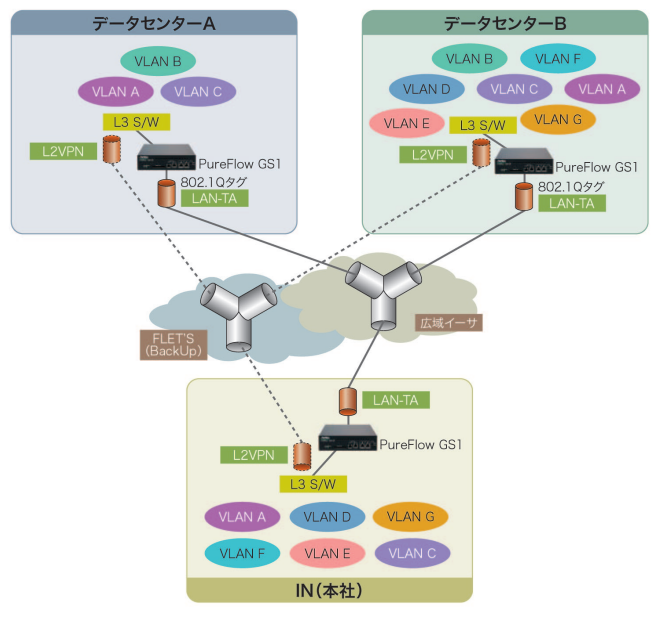 データセンターA
VLAN B
VLAN A
VLAN C
L3 S/W
L2VPN
PureFlow GS1
802.1Qタグ
LAN-TA
データセンターB
VLAN B
VLAN F
VLAN D
VLAN C
VLAN A
VLAN E
L3 S/W
VLAN G
L2VPN
PureFlow GS1
802.1Qタグ
LAN-TA
FLET'S
(BackUp)
広域イーサ
LAN-TA
PureFlow GS1
L2VPN
L3 S/W
VLAN A
VLAN D
VLAN G
VLAN F
VLAN E
VLAN C
IN(本社)